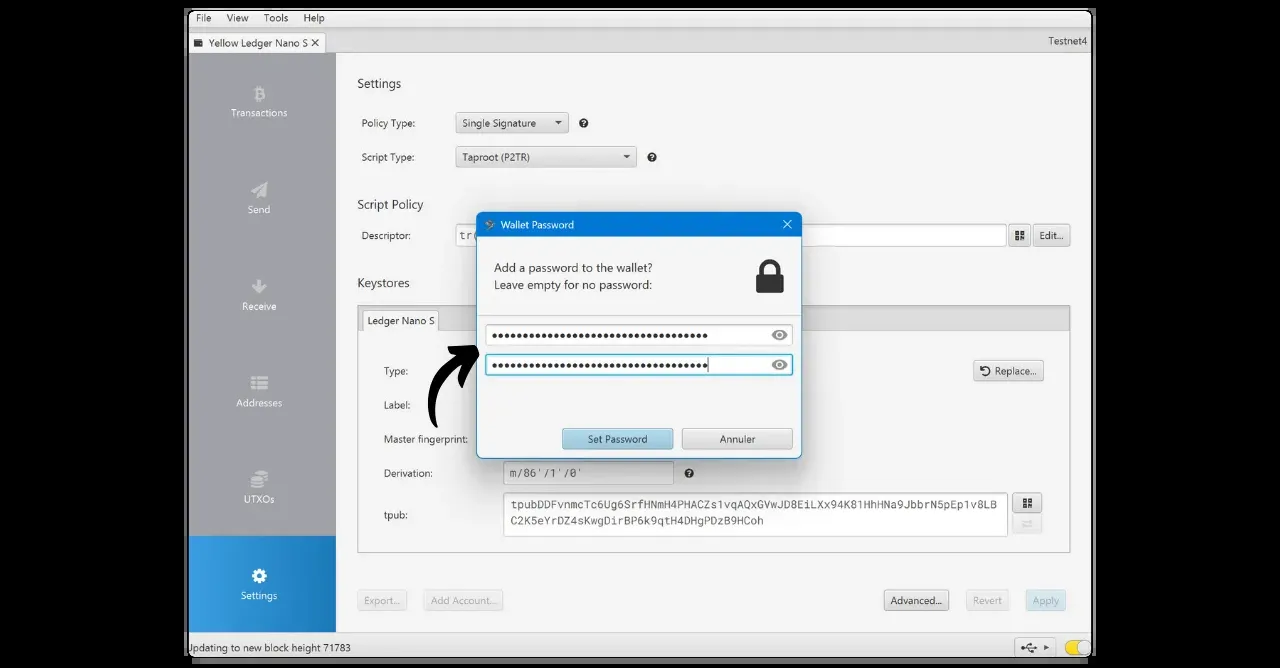 File View Tools Help
Yellow Ledger Nano S
Testnet4
Transactions
Send
Receive
Addresses
UTXOs
Settings
Settings
Policy Type: Single Signature
Script Type: Taproot (P2TR)
Script Policy
Descriptor: tr( Edit...
Keystores
Ledger Nano S
Type: Replace...
Label:
Master fingerprint:
Derivation: m/86'/1'/0'
tpub: tpubDDFvnmcTc6Ug6SrfHNmH4PHACZs1vqAQxGVwJD8EiLXx94K81HhHNa9JbbrN5pEp1v8LB
C2K5eYrDZ4sKwgDirBP6k9qtH4DHgPDzB9HCoh
Wallet Password
Add a password to the wallet?
Leave empty for no password:
Set Password Annuler
Export... Add Account... Advanced... Revert Apply
Updating to new block height 71783